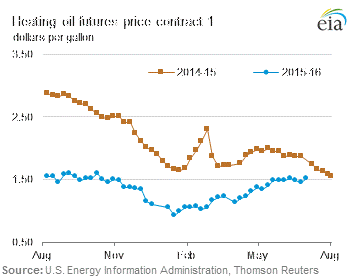 Heating oil futures price contract 1
dollars per gallon
eia
3.50
2014-15
2015-16
2.50
1.50
0.50
Aug
Nov
Feb
May
Aug
Source: U.S. Energy Information Administration, Thomson Reuters